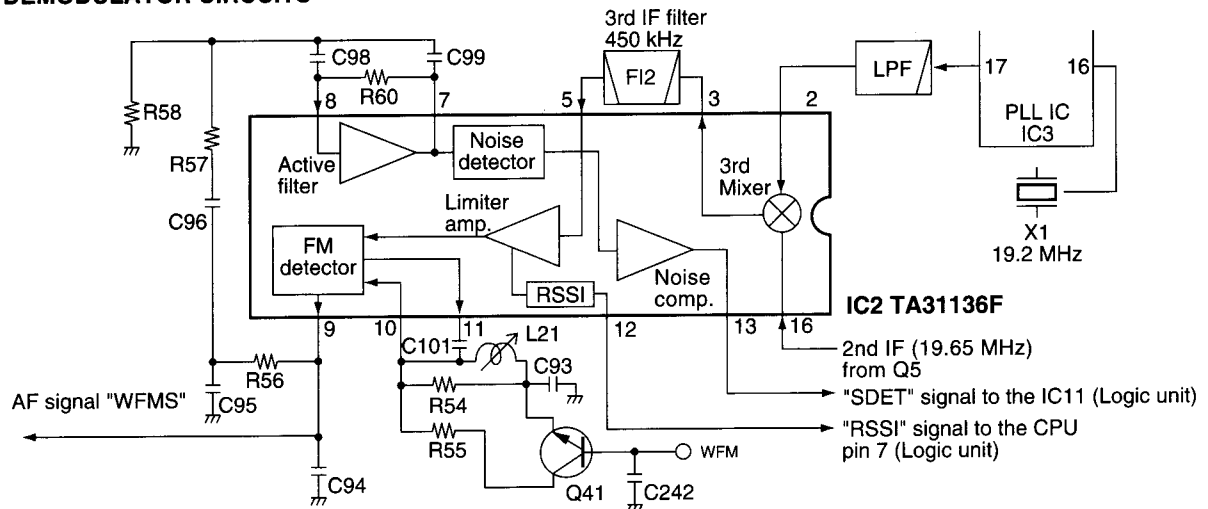 DEMODULATOR CIRCUITS
3rd IF filter
450 kHz
C98
C99
FI2
LPF
17
16
R60
8
7
5
3
2
PLL IC
IC3
R58
R57
Active
filter
Noise
detector
3rd
Mixer
C96
Limiter
amp.
X1
19.2 MHz
FM
detector
RSSI
Noise
comp.
IC2 TA31136F
9
10
11
12
13
16
C101
L21
2nd IF (19.65 MHz)
from Q5
R56
C93
C95
R54
"SDET" signal to the IC11 (Logic unit)
AF signal "WFMS"
R55
"RSSI" signal to the CPU
pin 7 (Logic unit)
WFM
C94
Q41
C242